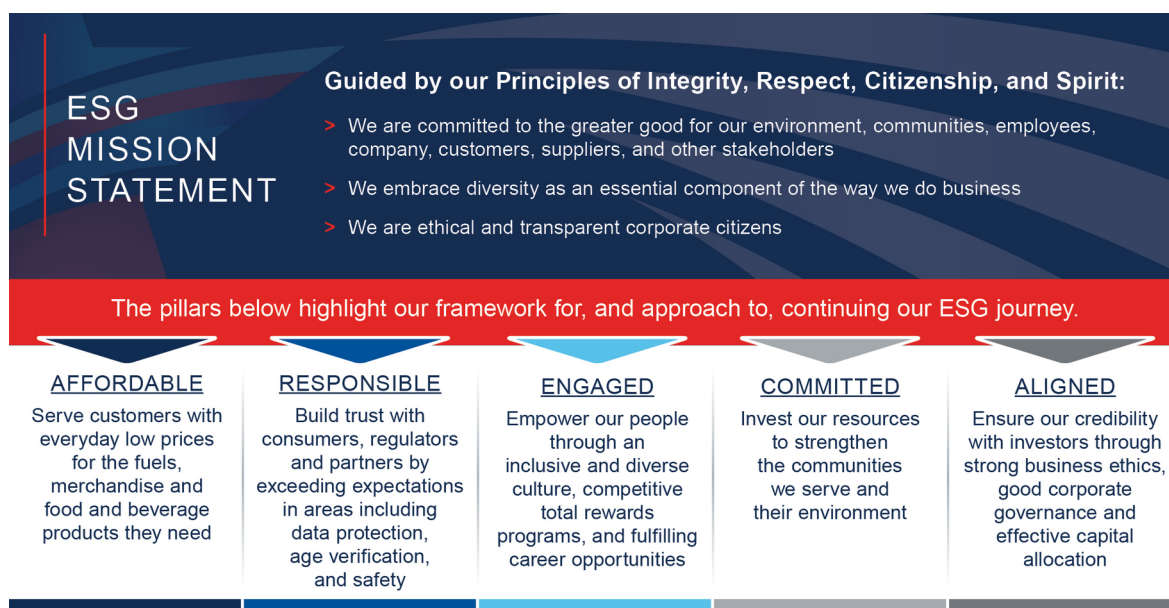 ESG
MISSION
STATEMENT
Guided by our Principles of Integrity, Respect, Citizenship, and Spirit:
> We are committed to the greater good for our environment, communities, employees,
company, customers, suppliers, and other stakeholders
> We embrace diversity as an essential component of the way we do business
> We are ethical and transparent corporate citizens
The pillars below highlight our framework for, and approach to, continuing our ESG journey.
AFFORDABLE
Serve customers with
everyday low prices
for the fuels,
merchandise and
food and beverage
products they need
RESPONSIBLE
Build trust with
consumers, regulators
and partners by
exceeding expectations
in areas including
data protection,
age verification,
and safety
ENGAGED
Empower our people
through an
inclusive and diverse
culture, competitive
total rewards
programs, and fulfilling
career opportunities
COMMITTED
Invest our resources
to strengthen
the communities
we serve and
their environment
ALIGNED
Ensure our credibility
with investors through
strong business ethics,
good corporate
governance and
effective capital
allocation